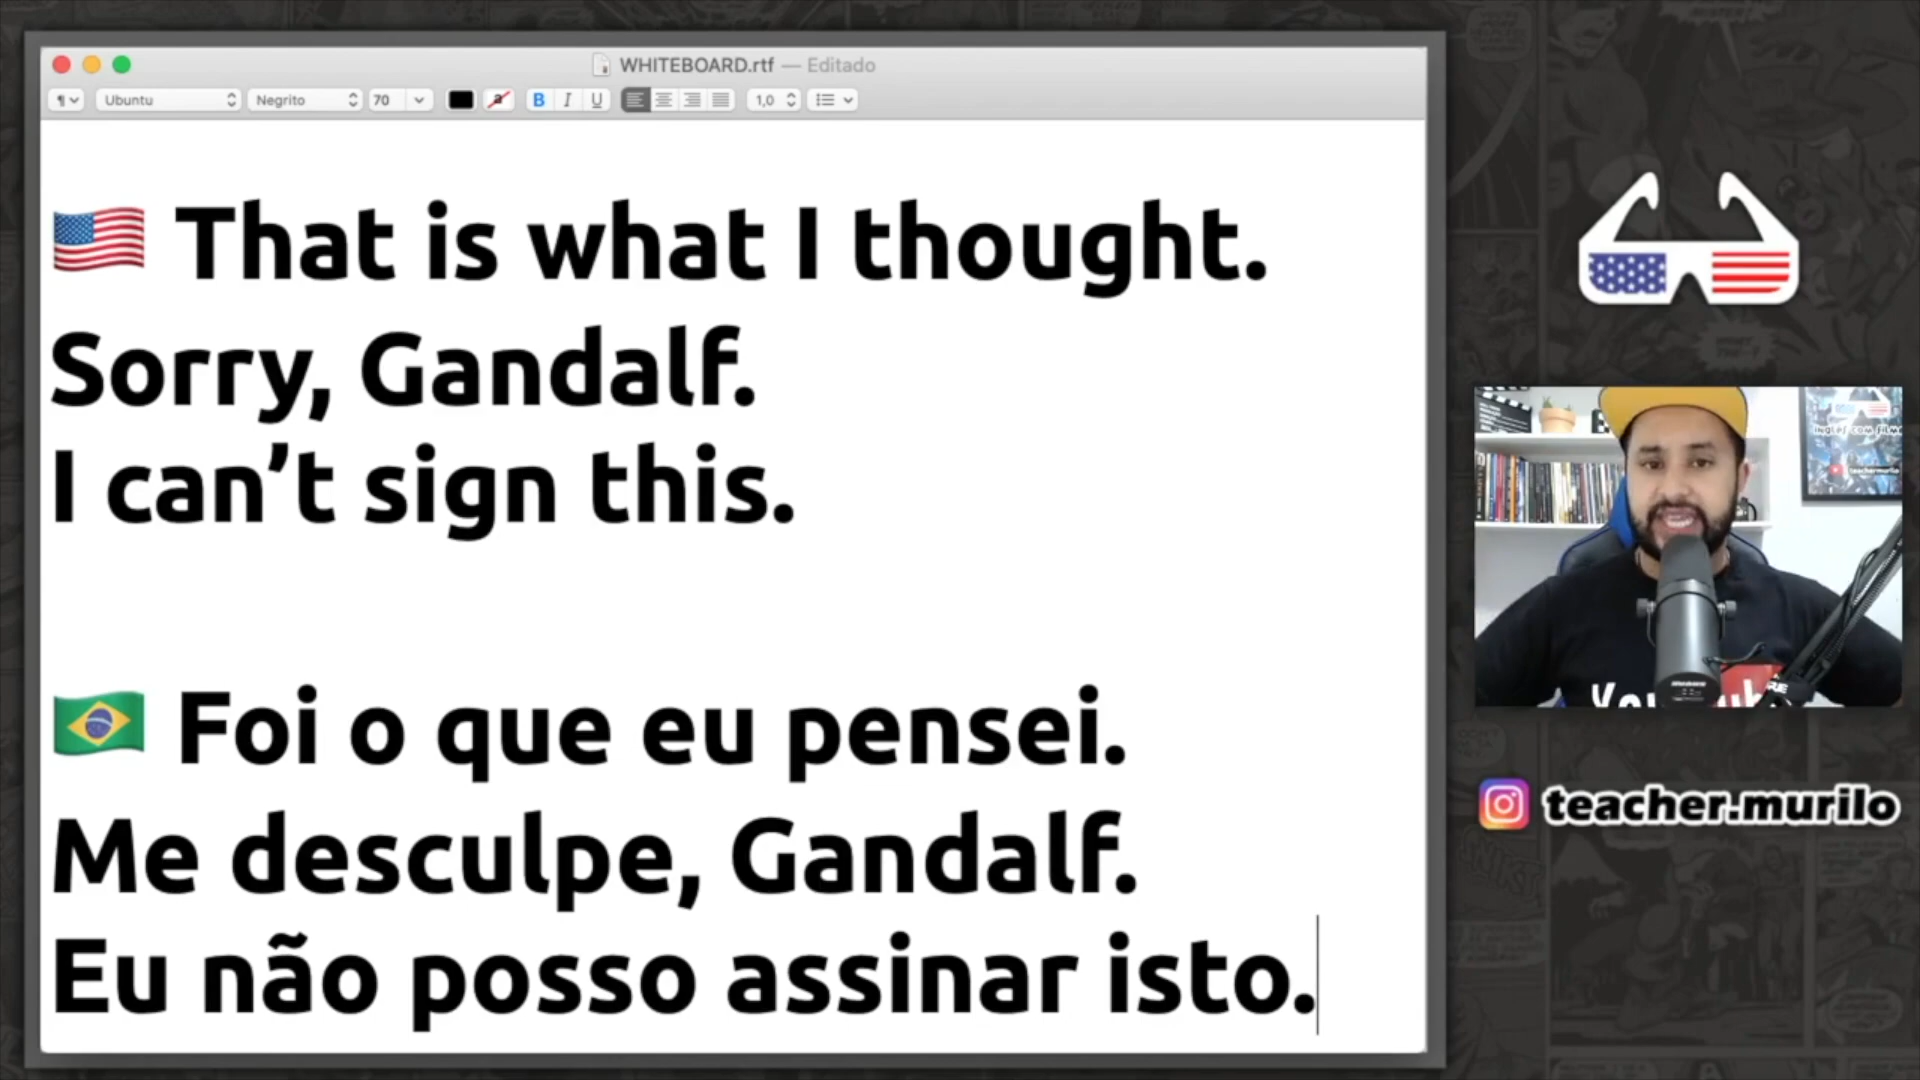 WHITEBOARD.rtf — Editado
Ubuntu Negrito 70 B I U 1,0
🇺🇸 That is what I thought.
Sorry, Gandalf.
I can’t sign this.
🇧🇷 Foi o que eu pensei.
Me desculpe, Gandalf.
Eu não posso assinar isto.
teacher.murilo